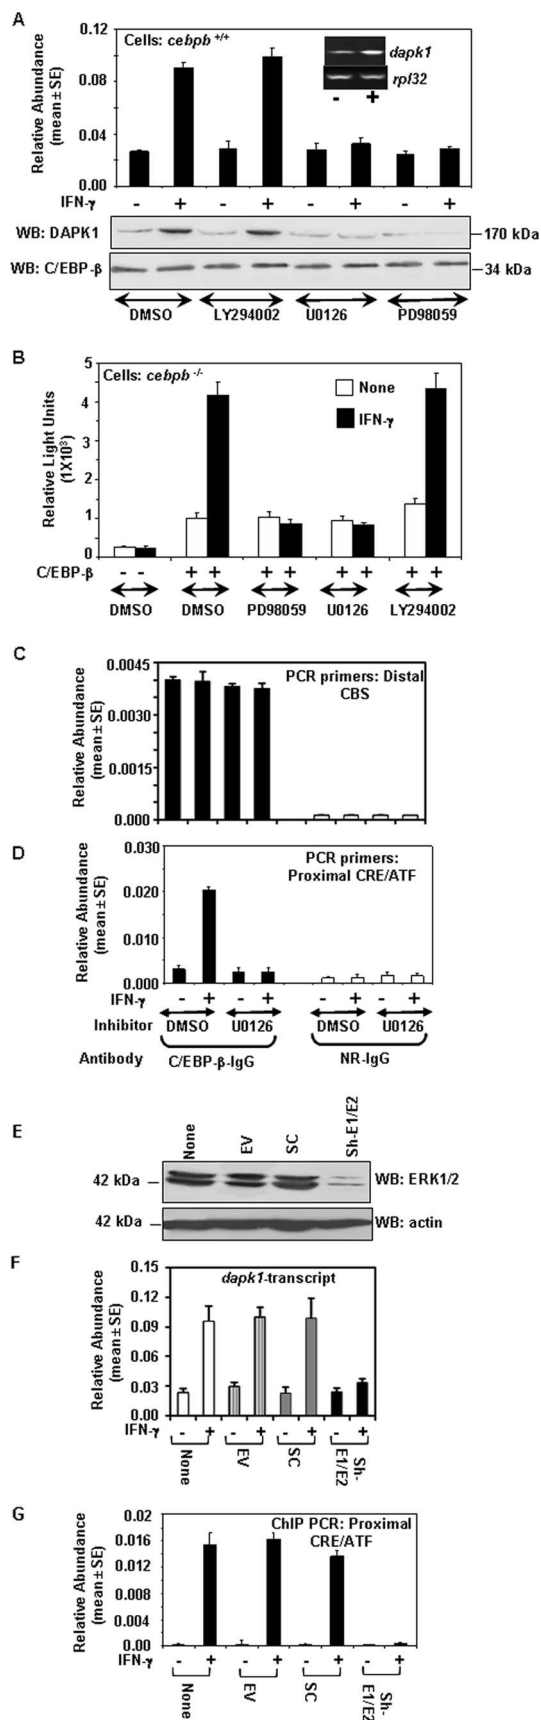 A
Cells: cebpb +/+
Relative Abundance
(mean ± SE)
0.12
0.08
0.04
0.00
dapk1
rpl32
- +
IFN-γ - + - + - + - +
WB: DAPK1
170 kDa
WB: C/EBP-β
34 kDa
DMSO LY294002 U0126 PD98059
B
Cells: cebpb -/-
None
IFN-γ
Relative Light Units
(1X10³)
5
4
3
2
1
0
C/EBP-β - - + + + + + + + +
DMSO DMSO PD98059 U0126 LY294002
C
PCR primers: Distal
CBS
Relative Abundance
(mean ± SE)
0.0045
0.0030
0.0015
0.000
D
PCR primers:
Proximal CRE/ATF
Relative Abundance
(mean ± SE)
0.030
0.020
0.010
0.000
IFN-γ - + - + - + - +
Inhibitor DMSO U0126 DMSO U0126
Antibody C/EBP-β-IgG NR-IgG
E
None EV SC Sh-E1/E2
42 kDa
WB: ERK1/2
42 kDa
WB: actin
F
dapk1-transcript
Relative Abundance
(mean ± SE)
0.15
0.12
0.09
0.06
0.03
0.00
IFN-γ - + - + - + - +
None EV SC Sh-
E1/E2
G
ChIP PCR: Proximal
CRE/ATF
Relative Abundance
(mean ± SE)
0.02
0.016
0.012
0.008
0.004
0.00
IFN-γ - + - + - + - +
None EV SC Sh-
E1/E2